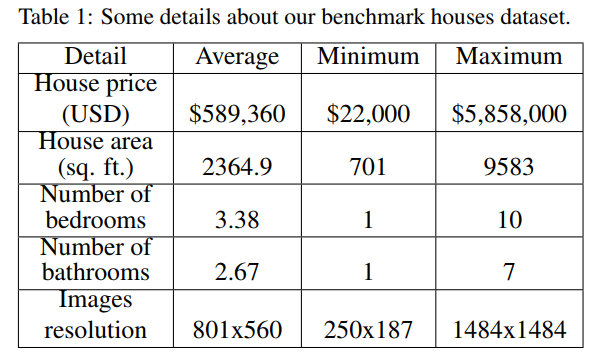 Table 1: Some details about our benchmark houses dataset.
Detail Average Minimum Maximum
House price
(USD) $589,360 $22,000 $5,858,000
House area
(sq. ft.) 2364.9 701 9583
Number of
bedrooms 3.38 1 10
Number of
bathrooms 2.67 1 7
Images
resolution 801x560 250x187 1484x1484